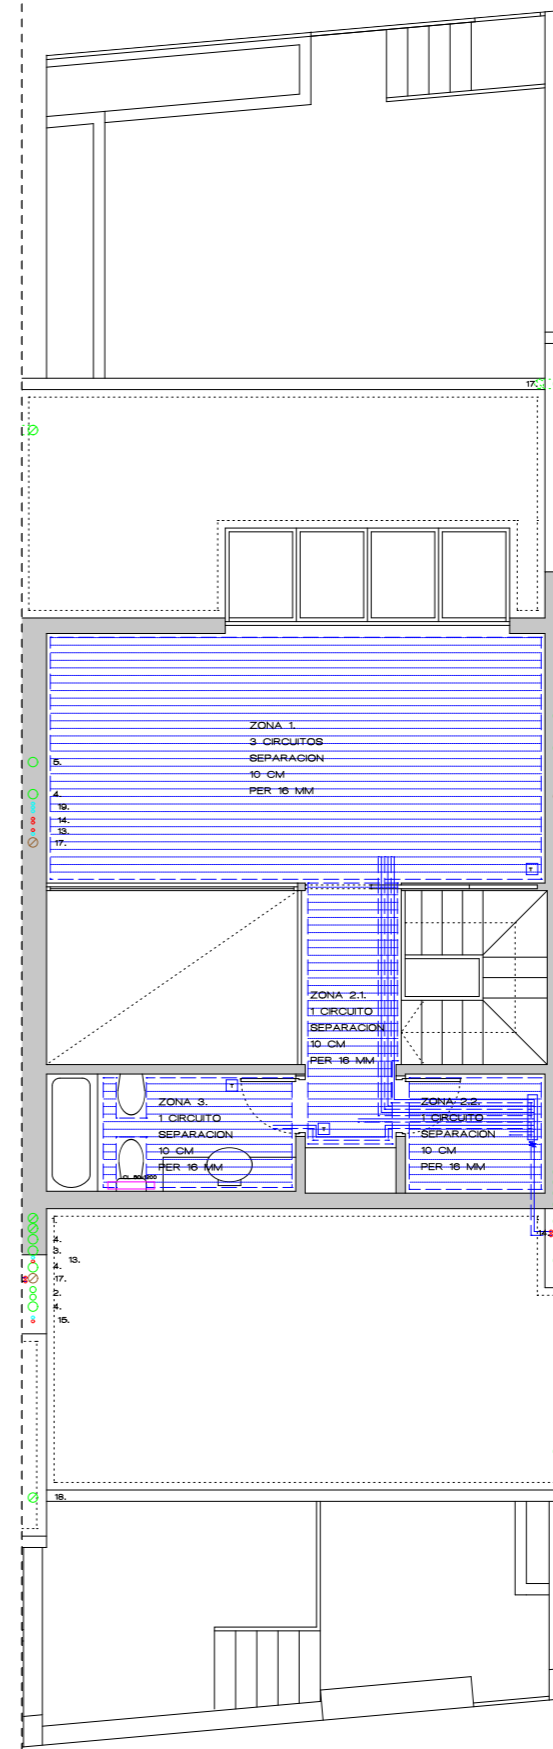 17.
ZONA 1.
3 CIRCUITOS
SEPARACION
10 CM
PER 16 MM
5.
4.
19.
14.
13.
17.
T
ZONA 2.1.
1 CIRCUITO
SEPARACION
10 CM
PER 16 MM
T
ZONA 3.
1 CIRCUITO
SEPARACION
10 CM
PER 16 MM
ZONA 2.2.
1 CIRCUITO
SEPARACION
10 CM
PER 16 MM
T
4.
3.
13.
4.
17.
2.
4.
15.
14.
18.